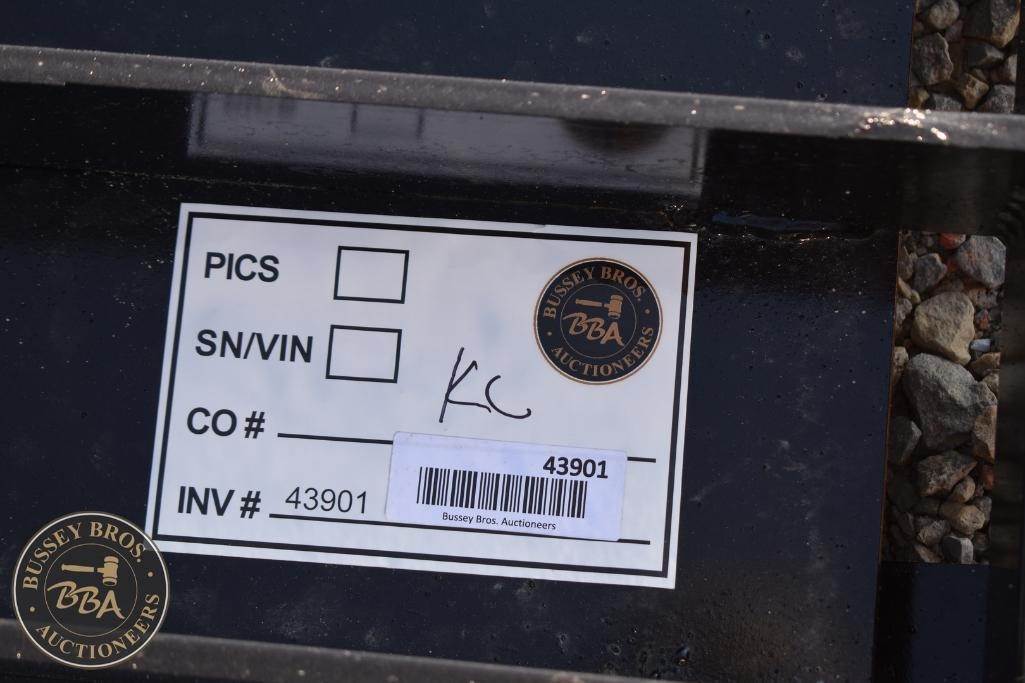 PICS
BUSSEY BROS.
BBA
AUCTIONEERS
SN/VIN
KC
CO #
43901
INV # 43901
Bussey Bros. Auctioneers
BUSSEY BROS.
BBA
AUCTIONEERS